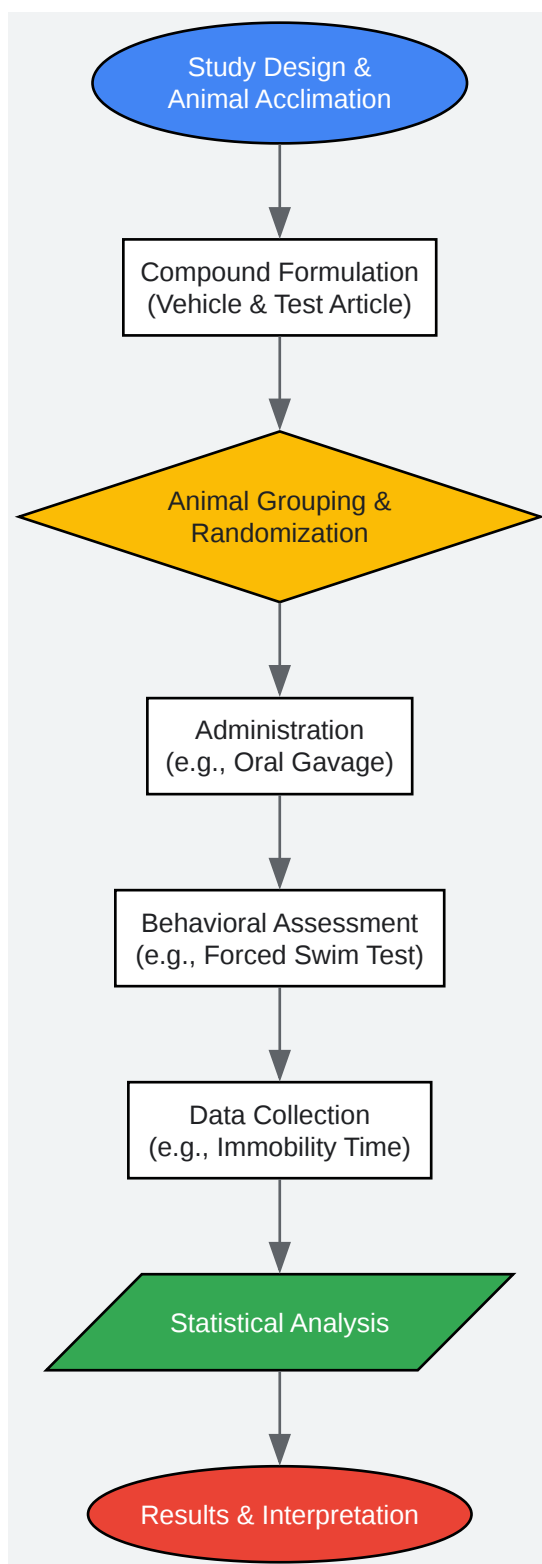 Study Design &
Animal Acclimation
Compound Formulation
(Vehicle & Test Article)
Animal Grouping &
Randomization
Administration
(e.g., Oral Gavage)
Behavioral Assessment
(e.g., Forced Swim Test)
Data Collection
(e.g., Immobility Time)
Statistical Analysis
Results & Interpretation